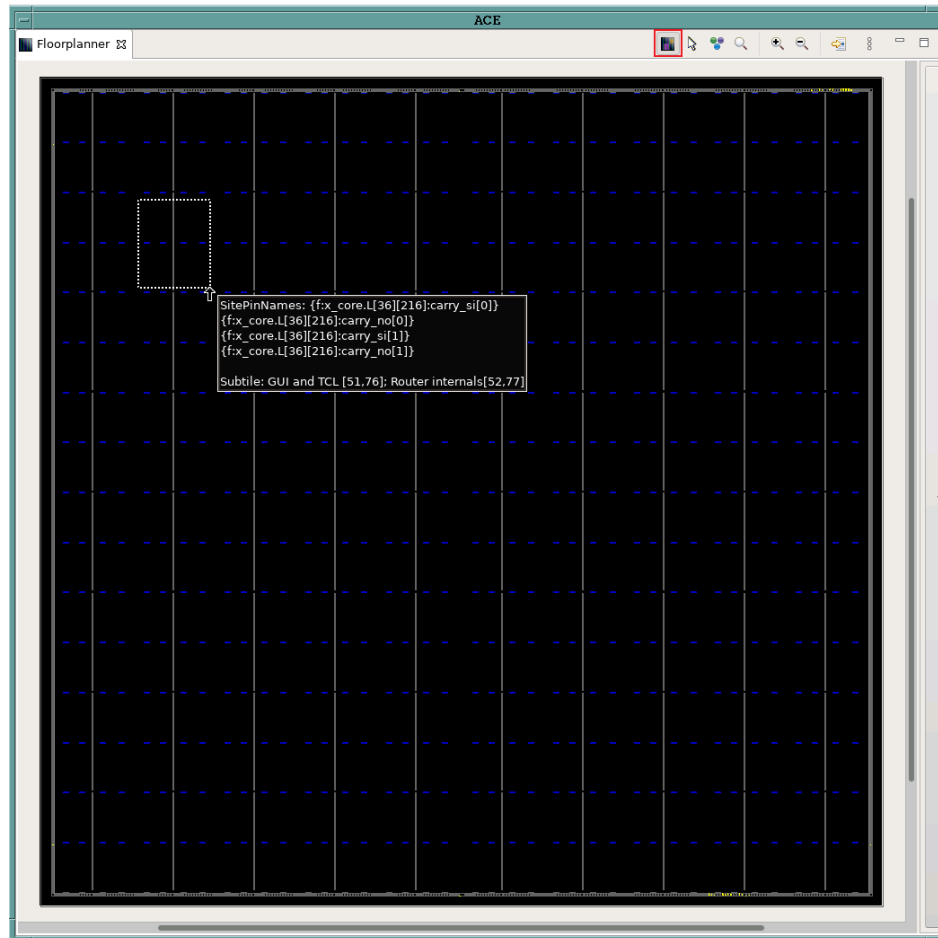 ACE
Floorplanner
SitePinNames: {f:x_core.L[36][216]:carry_si[0]}
{f:x_core.L[36][216]:carry_no[0]}
{f:x_core.L[36][216]:carry_si[1]}
{f:x_core.L[36][216]:carry_no[1]}
Subtile: GUI and TCL [51,76]; Router internals[52,77]